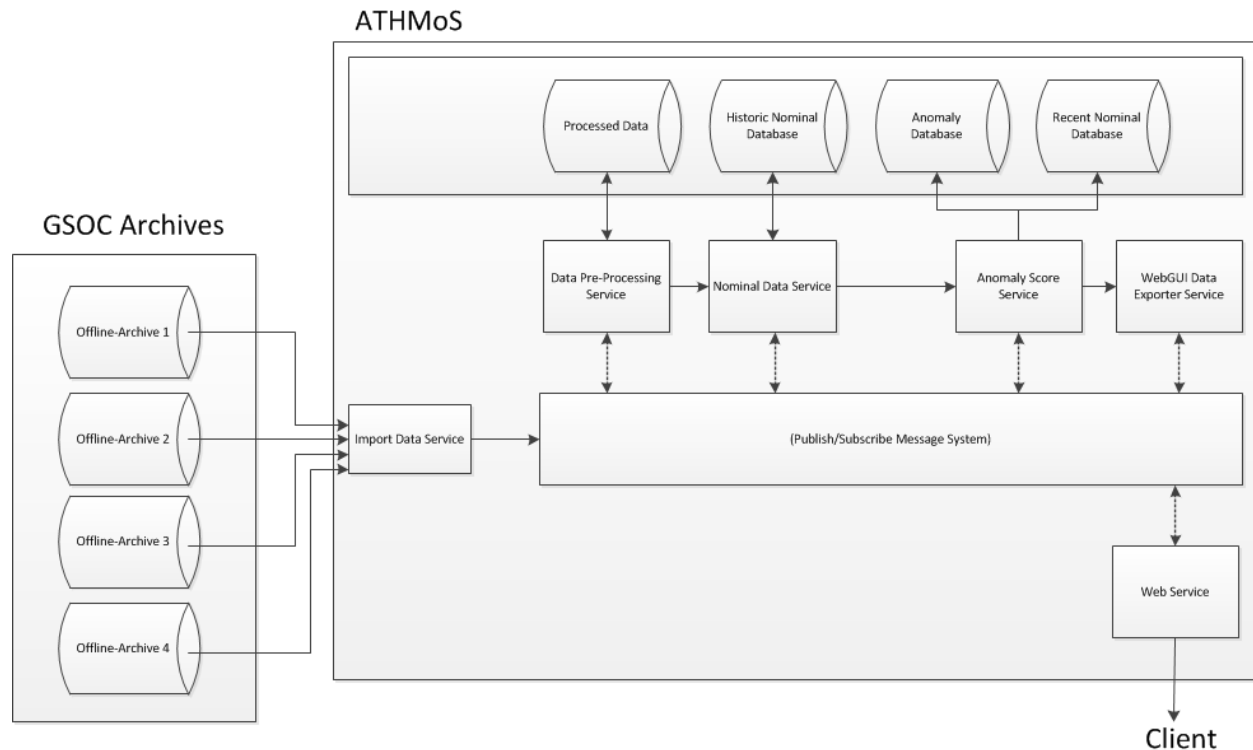 ATHMoS
Processed Data
Historic Nominal
Database
Anomaly
Database
Recent Nominal
Database
GSOC Archives
Data Pre-Processing
Service
Nominal Data Service
Anomaly Score
Service
WebGUI Data
Exporter Service
Offline-Archive 1
Offline-Archive 2
Offline-Archive 3
Offline-Archive 4
Import Data Service
(Publish/Subscribe Message System)
Web Service
Client